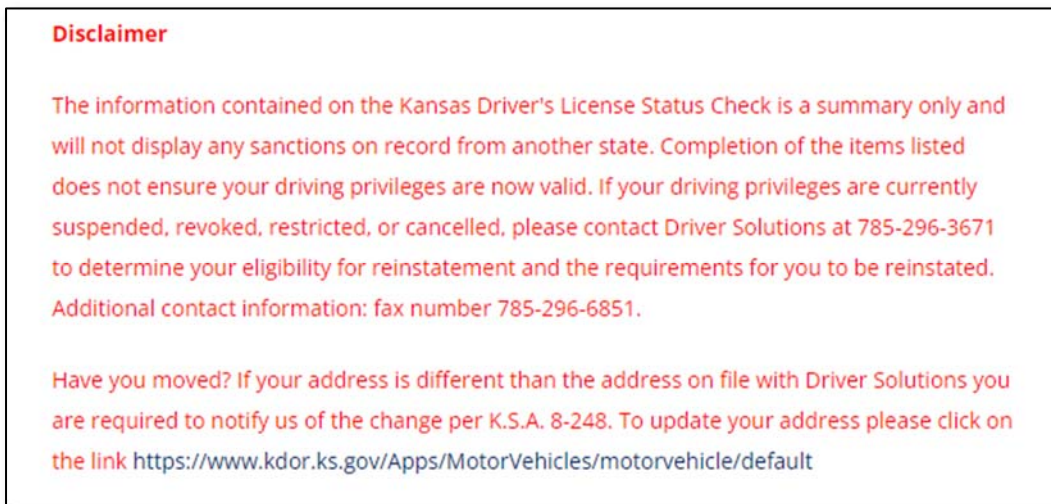 Disclaimer
The information contained on the Kansas Driver's License Status Check is a summary only and
will not display any sanctions on record from another state. Completion of the items listed
does not ensure your driving privileges are now valid. If your driving privileges are currently
suspended, revoked, restricted, or cancelled, please contact Driver Solutions at 785-296-3671
to determine your eligibility for reinstatement and the requirements for you to be reinstated.
Additional contact information: fax number 785-296-6851.
Have you moved? If your address is different than the address on file with Driver Solutions you
are required to notify us of the change per K.S.A. 8-248. To update your address please click on
the link https://www.kdor.ks.gov/Apps/MotorVehicles/motorvehicle/default